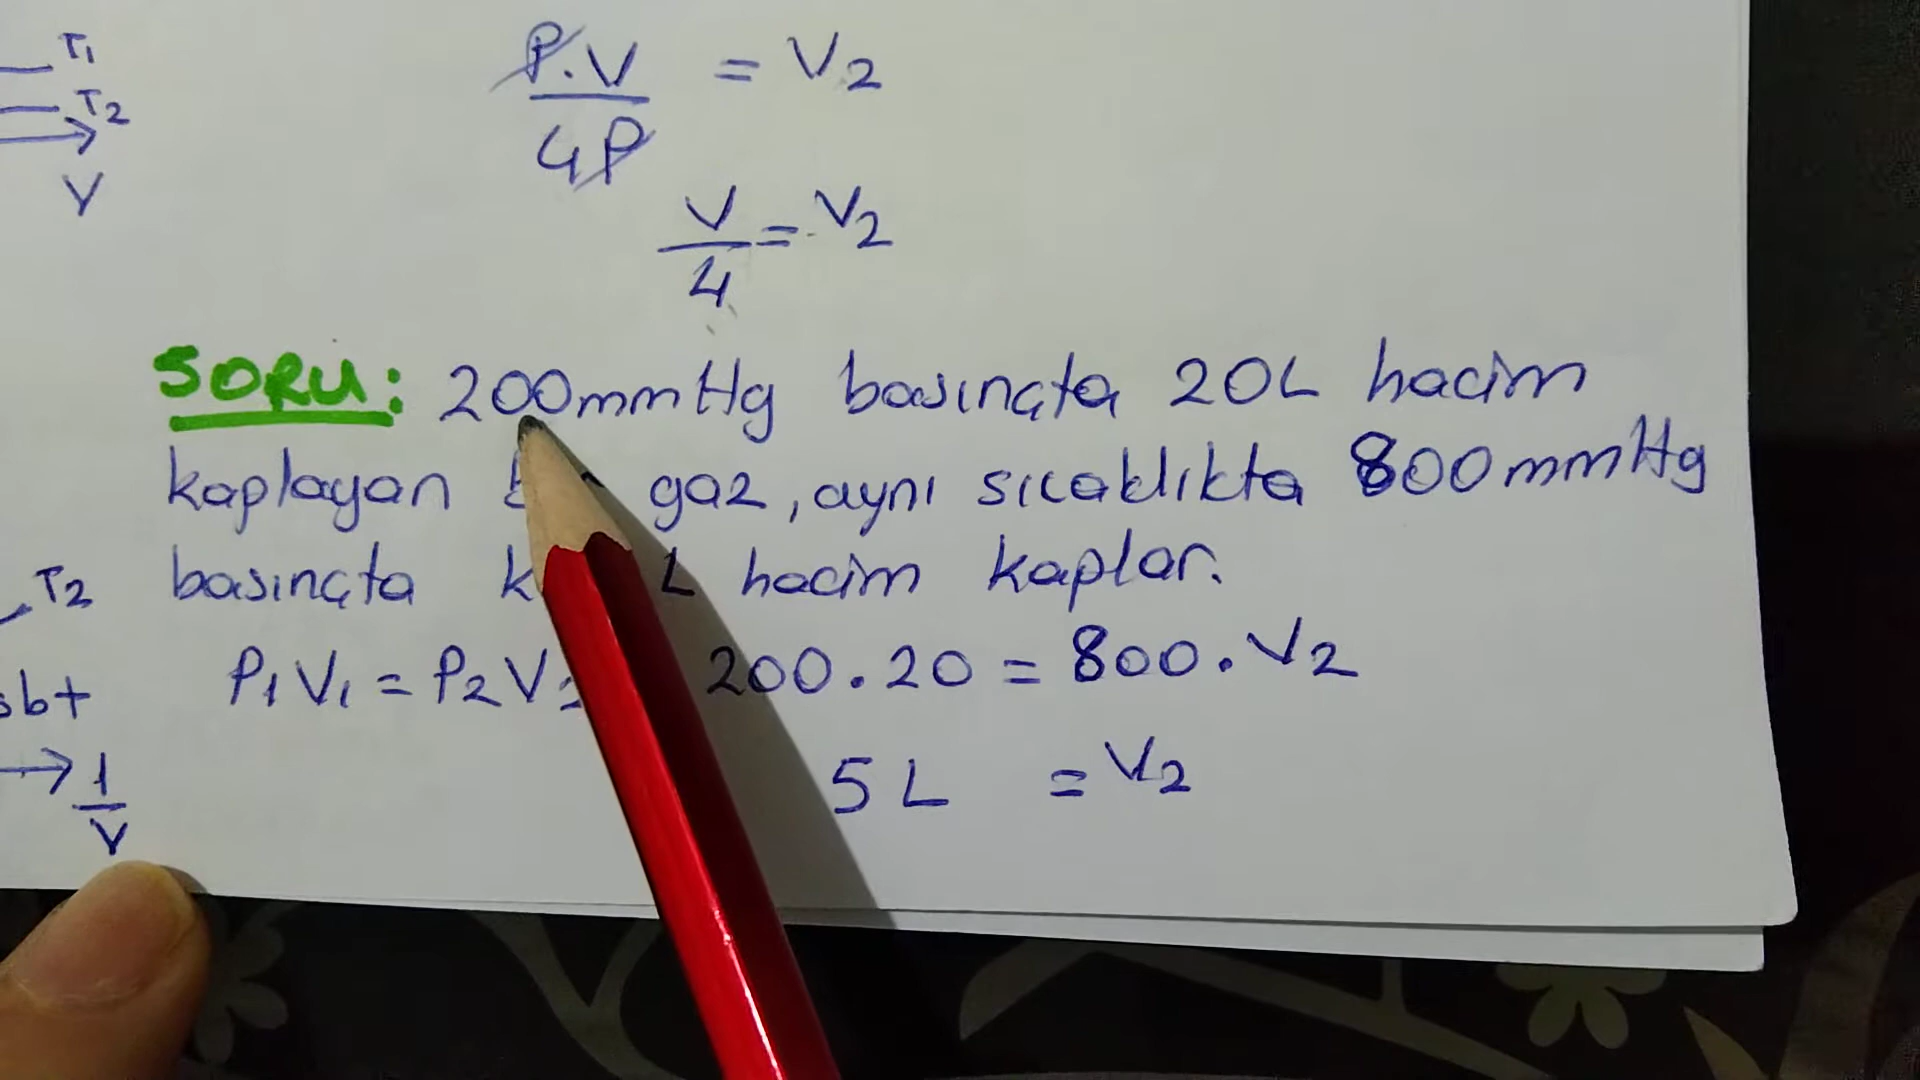 T1
T2
V
P.V = V2
4P
V = V2
4
SORU: 200mmHg basınçta 20L hacim
kaplayan gaz, aynı sıcaklıkta 800mmHg
basınçta L hacim kaplar.
P1V1 = P2V2 200.20 = 800.V2
5L = V2
T2
sbt
1
V